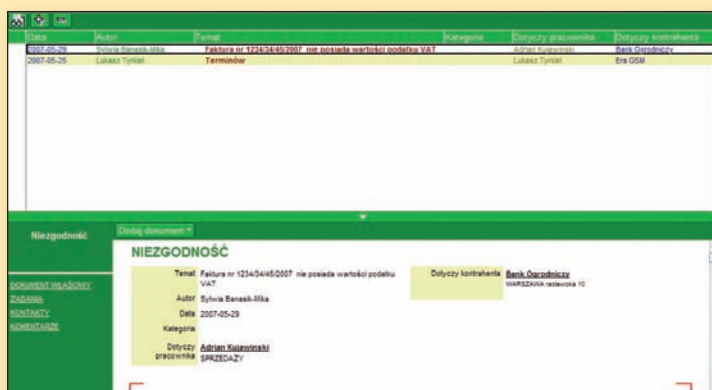 Data Autor Temat Kategoria Dotyczy pracownika Dotyczy kontrahenta
2007-05-29 Sylwia Banasik-Mika Faktura nr 1234/34/45/2007 nie posiada wartości podatku VAT Adrian Kujawinski Bank Ogrodniczy
2007-05-25 Lukasz Tyrkiel Terminów Lukasz Tyrkiel Era GSM
Niezgodność Dodaj dokument
NIEZGODNOŚĆ
Temat Faktura nr 1234/34/45/2007 nie posiada wartości podatku VAT
Dotyczy kontrahenta Bank Ogrodniczy
WARSZAWA 10
Autor Sylwia Banasik-Mika
Data 2007-05-29
Kategoria
Dotyczy pracownika Adrian Kujawinski
SPRZEDAŻY
DOKUMENT WŁAŚCIWY
ZADANIA
KONTAKTY
KOMENTARZE